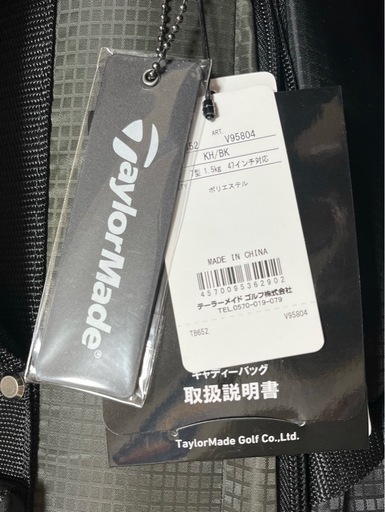 TaylorMade®
ART.
V95804
KH/BK
7型 1.5kg 47インチ対応
ポリエステル
MADE IN CHINA
4570095362902
テーラーメイド ゴルフ株式会社
TEL.0570-019-079
TB652 V95804
キャディーバッグ
取扱説明書
TaylorMade Golf Co.,Ltd.